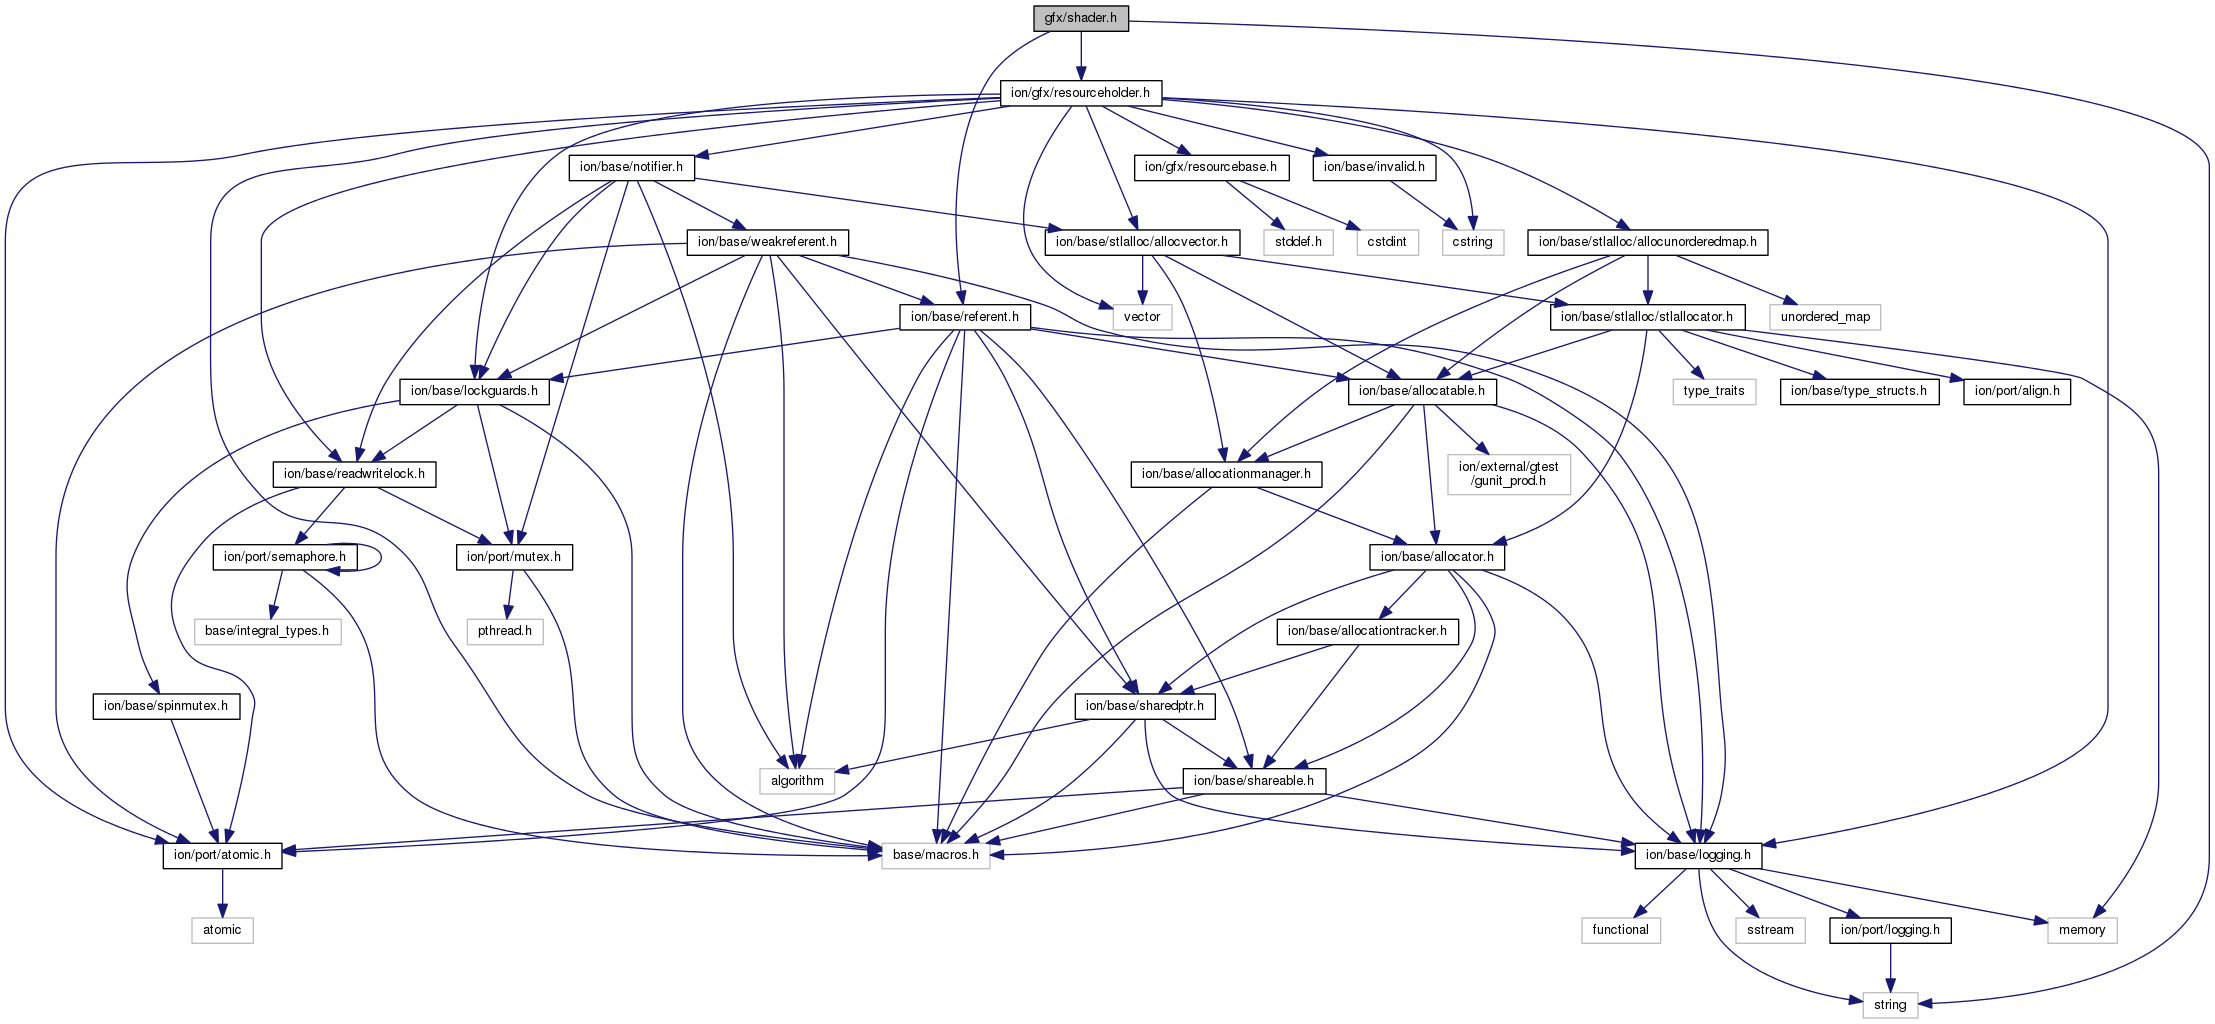 gfx/shader.h
ion/gfx/resourceholder.h
ion/base/notifier.h
ion/gfx/resourcebase.h
ion/base/invalid.h
ion/base/weakreferent.h
ion/base/stlalloc/allocvector.h
stddef.h
cstdint
cstring
ion/base/stlalloc/allocunorderedmap.h
ion/base/referent.h
vector
ion/base/stlalloc/stlallocator.h
unordered_map
ion/base/lockguards.h
ion/base/allocatable.h
type_traits
ion/base/type_structs.h
ion/port/align.h
ion/base/readwritelock.h
ion/base/allocationmanager.h
ion/external/gtest
/gunit_prod.h
ion/port/semaphore.h
ion/port/mutex.h
ion/base/allocator.h
base/integral_types.h
pthread.h
ion/base/allocationtracker.h
ion/base/spinmutex.h
ion/base/sharedptr.h
algorithm
ion/base/shareable.h
ion/port/atomic.h
base/macros.h
ion/base/logging.h
atomic
functional
sstream
ion/port/logging.h
memory
string